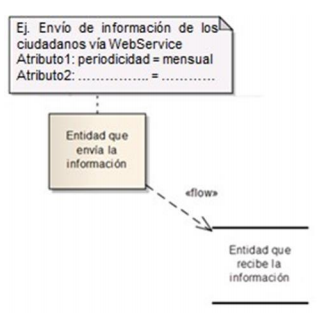 Ej. Envío de información de los
ciudadanos vía WebService
Atributo1: periodicidad = mensual
Atributo2: ................. = ............
Entidad que
envía la
información
«flow»
Entidad que
recibe la
información